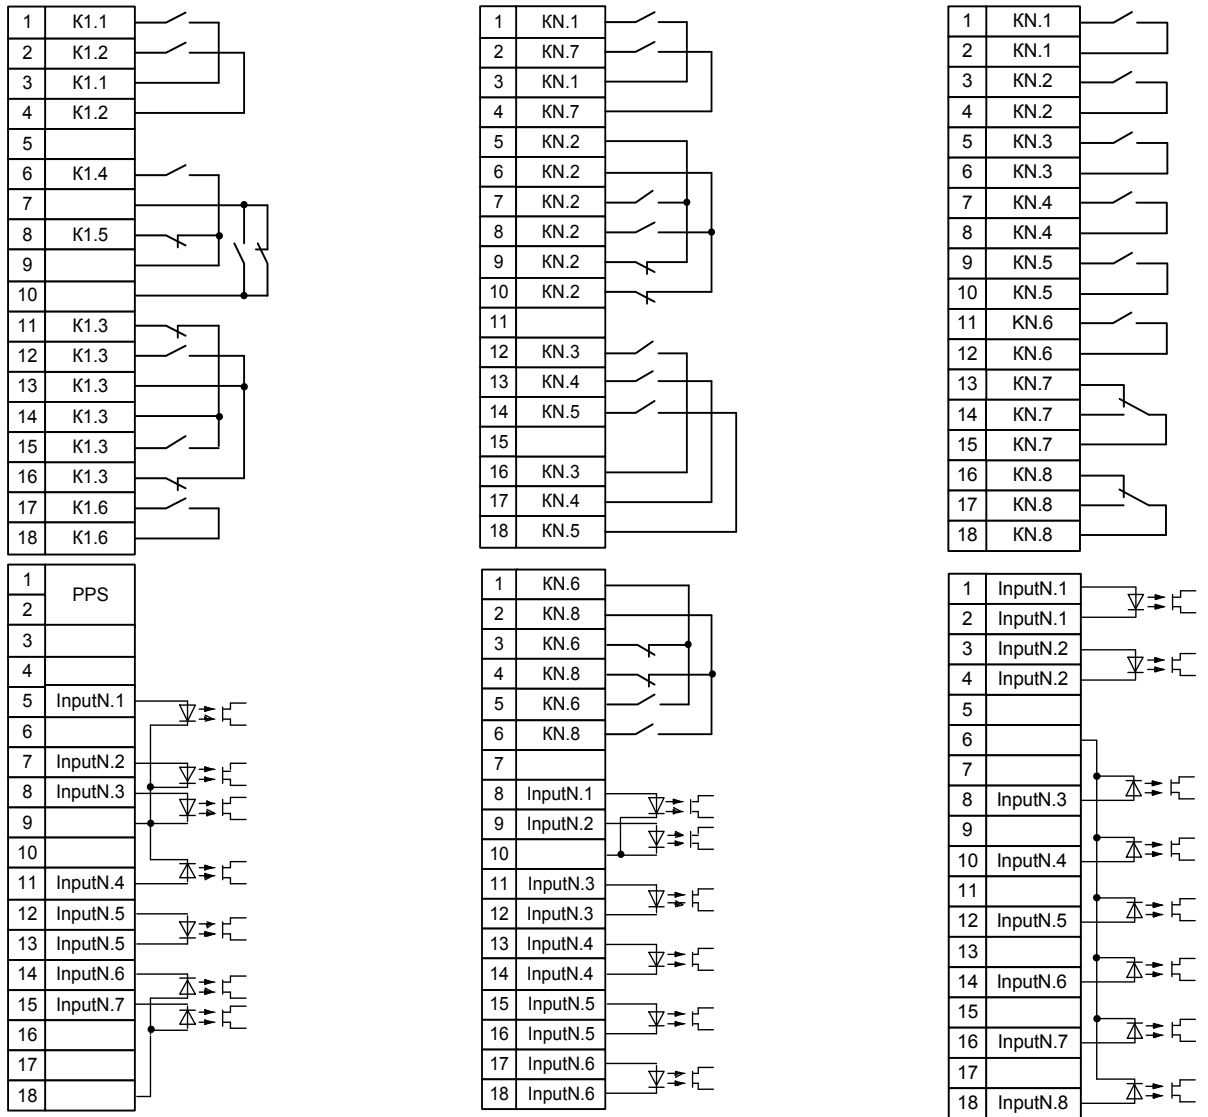 1 K1.1
2 K1.2
3 K1.1
4 K1.2
5
6 K1.4
7
8 K1.5
9
10
11 K1.3
12 K1.3
13 K1.3
14 K1.3
15 K1.3
16 K1.3
17 K1.6
18 K1.6
1 KN.1
2 KN.7
3 KN.1
4 KN.7
5 KN.2
6 KN.2
7 KN.2
8 KN.2
9 KN.2
10 KN.2
11
12 KN.3
13 KN.4
14 KN.5
15
16 KN.3
17 KN.4
18 KN.5
1 KN.1
2 KN.1
3 KN.2
4 KN.2
5 KN.3
6 KN.3
7 KN.4
8 KN.4
9 KN.5
10 KN.5
11 KN.6
12 KN.6
13 KN.7
14 KN.7
15 KN.7
16 KN.8
17 KN.8
18 KN.8
1 PPS
2
3
4
5 InputN.1
6
7 InputN.2
8 InputN.3
9
10
11 InputN.4
12 InputN.5
13 InputN.5
14 InputN.6
15 InputN.7
16
17
18
1 KN.6
2 KN.8
3 KN.6
4 KN.8
5 KN.6
6 KN.8
7
8 InputN.1
9 InputN.2
10
11 InputN.3
12 InputN.3
13 InputN.4
14 InputN.4
15 InputN.5
16 InputN.5
17 InputN.6
18 InputN.6
1 InputN.1
2 InputN.1
3 InputN.2
4 InputN.2
5
6
7
8 InputN.3
9
10 InputN.4
11
12 InputN.5
13
14 InputN.6
15
16 InputN.7
17
18 InputN.8